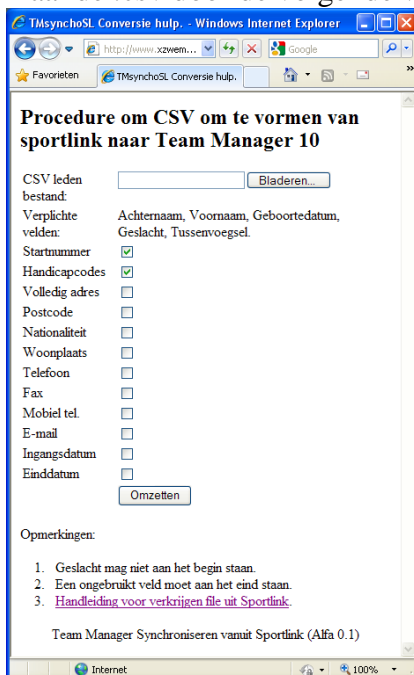 TMsynchoSL Conversie hulp. - Windows Internet Explorer
http://www.xzwem...
Google
Favorieten
TMsynchoSL Conversie hulp.
Procedure om CSV om te vormen van
sportlink naar Team Manager 10
CSV leden
bestand:
Bladeren...
Verplichte
velden:
Achternaam, Voornaam, Geboortedatum,
Geslacht, Tussenvoegsel.
Startnummer
Handicapcodes
Volledig adres
Postcode
Nationaliteit
Woonplaats
Telefoon
Fax
Mobiel tel.
E-mail
Ingangsdatum
Einddatum
Omzetten
Opmerkingen:
1. Geslacht mag niet aan het begin staan.
2. Een ongebruikt veld moet aan het eind staan.
3. Handleiding voor verkrijgen file uit Sportlink.
Team Manager Synchroniseren vanuit Sportlink (Alfa 0.1)
Internet
100%